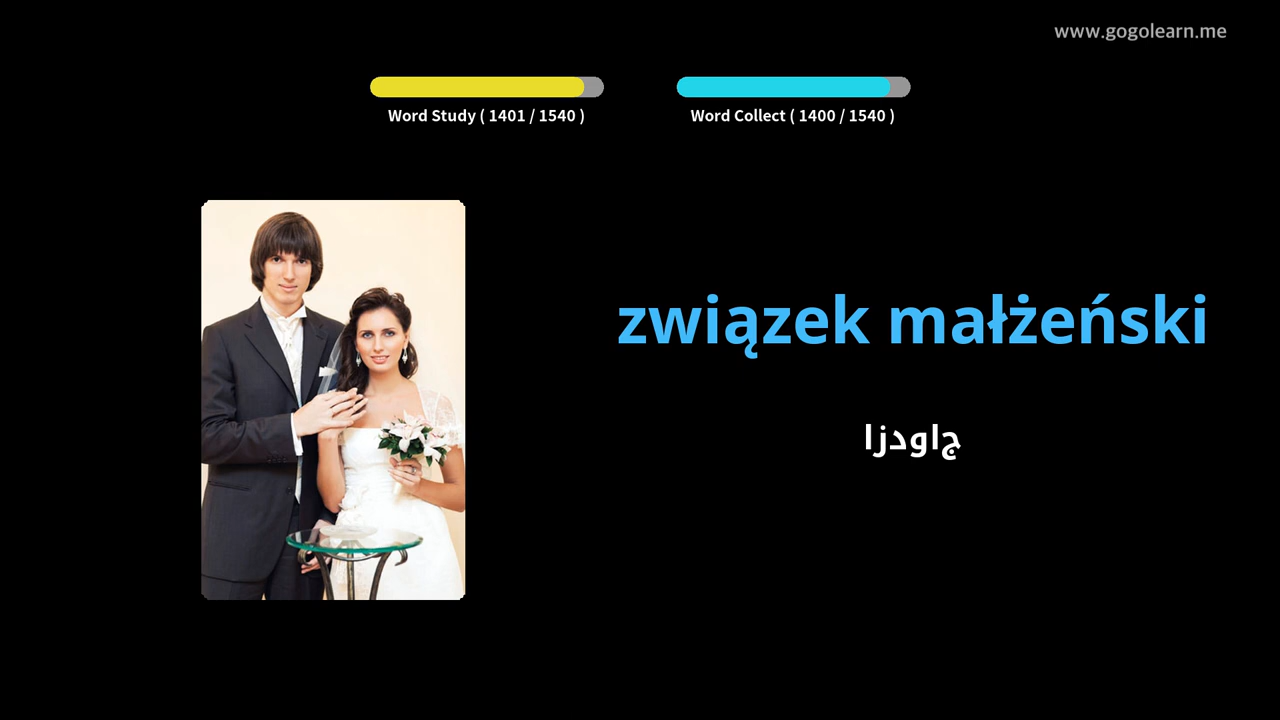 www.gogolearn.me
Word Study ( 1401 / 1540 )
Word Collect ( 1400 / 1540 )
związek małżeński
ازدواج